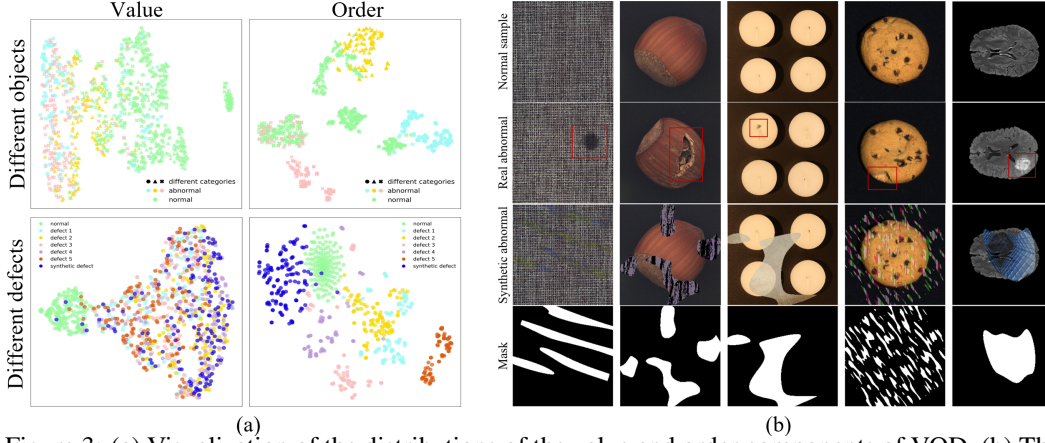 Value
Order
Different objects
different categories
abnormal
normal
different categories
abnormal
normal
Different defects
normal
defect 1
defect 2
defect 3
defect 4
defect 5
synthetic defect
normal
defect 1
defect 2
defect 3
defect 4
defect 5
synthetic defect
(a)
Normal sample
Real abnormal
Synthetic abnormal
Mask
(b)
Figure 3: (a) Visualization of the distributions of the value and order components of VOD. (b) Th